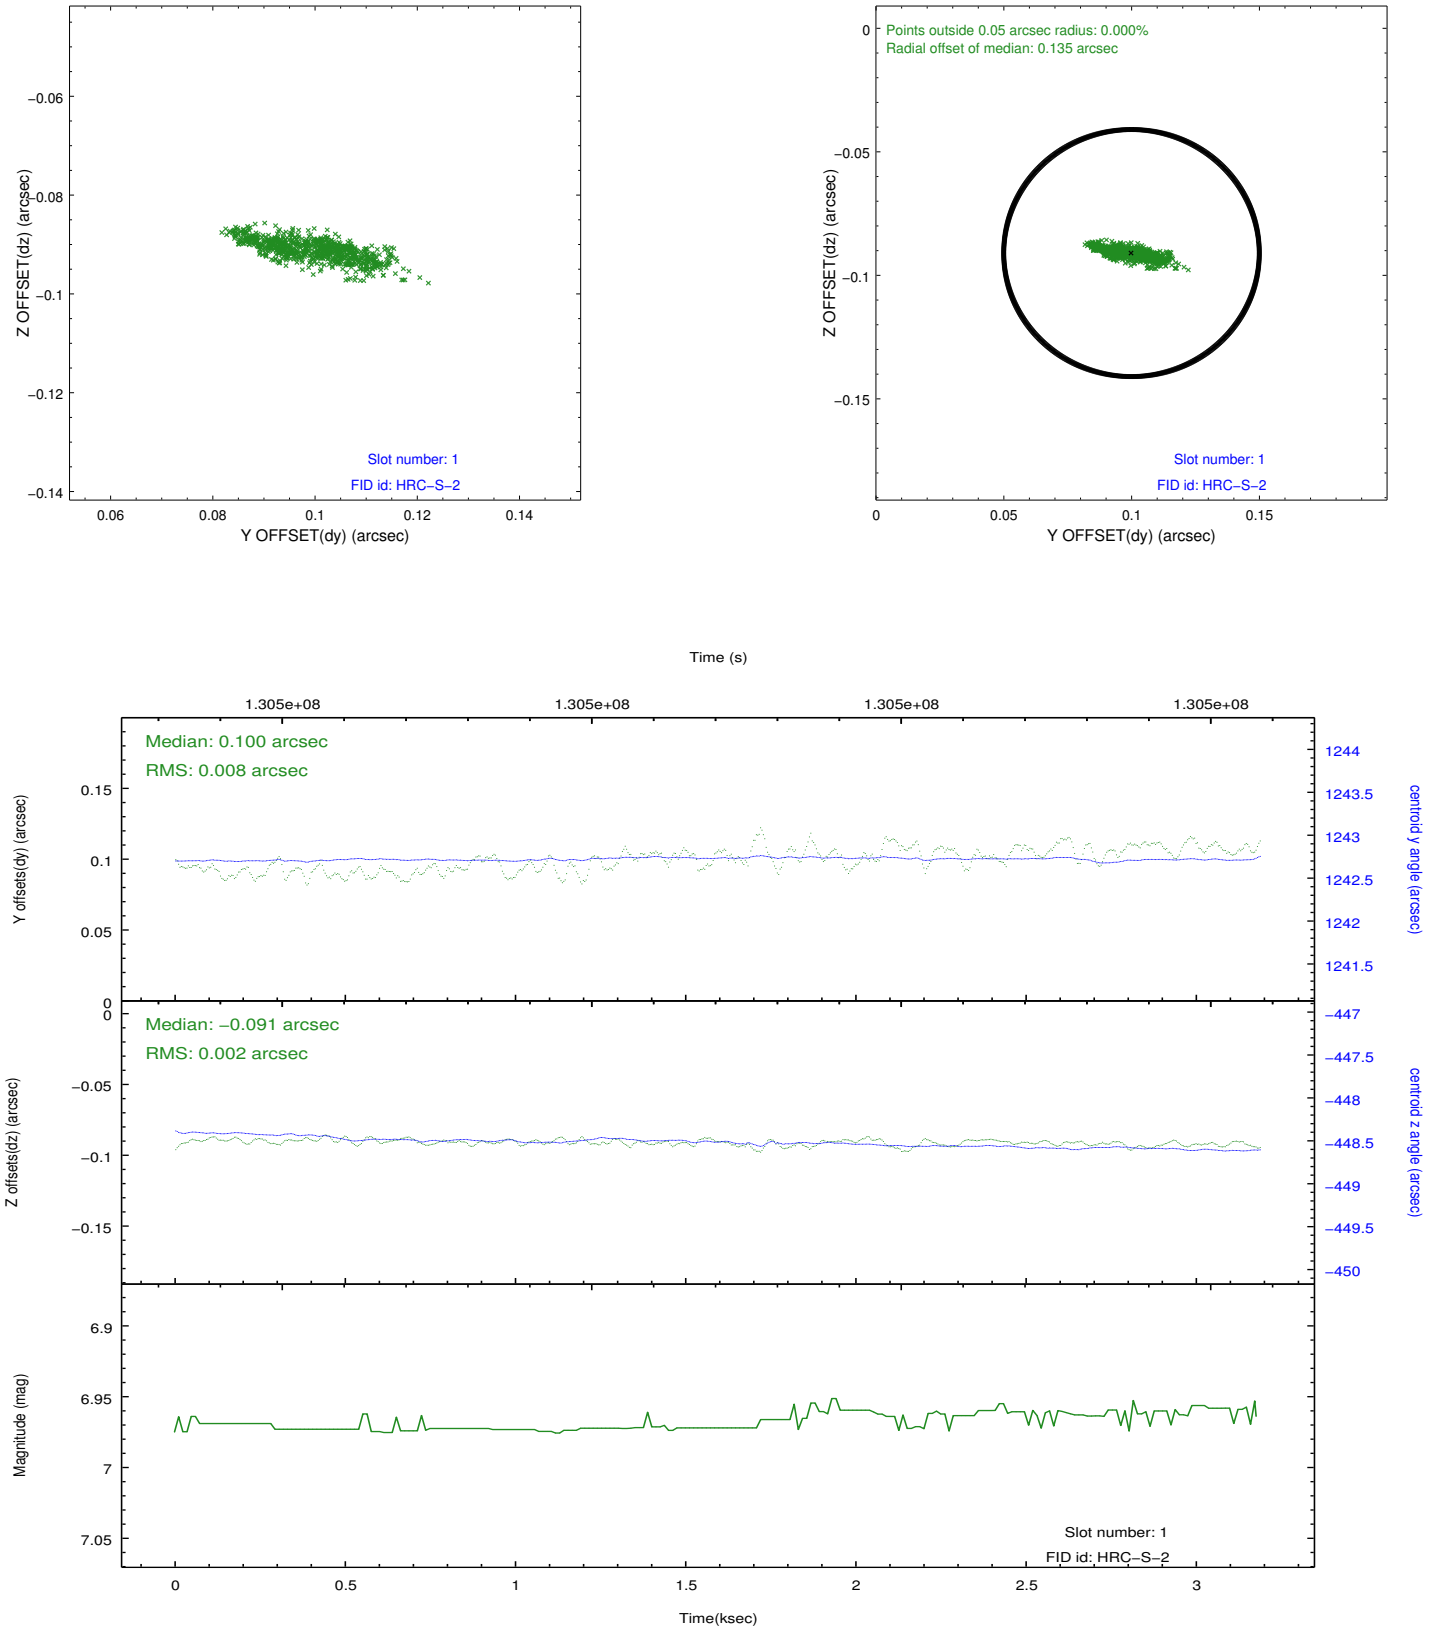 −0.06
−0.08
−0.1
−0.12
−0.14
Z OFFSET(dz) (arcsec)
Slot number: 1
FID id: HRC−S−2
0.06 0.08 0.1 0.12 0.14
Y OFFSET(dy) (arcsec)
Points outside 0.05 arcsec radius: 0.000%
Radial offset of median: 0.135 arcsec
0
−0.05
−0.1
−0.15
Z OFFSET(dz) (arcsec)
Slot number: 1
FID id: HRC−S−2
0 0.05 0.1 0.15
Y OFFSET(dy) (arcsec)
Time (s)
1.305e+08 1.305e+08 1.305e+08 1.305e+08
Median: 0.100 arcsec
RMS: 0.008 arcsec
0.15
0.1
0.05
0
Y offsets(dy) (arcsec)
1244
1243.5
1243
1242.5
1242
1241.5
centroid y angle (arcsec)
Median: −0.091 arcsec
RMS: 0.002 arcsec
0
−0.05
−0.1
−0.15
Z offsets(dz) (arcsec)
−447
−447.5
−448
−448.5
−449
−449.5
−450
centroid z angle (arcsec)
6.9
6.95
7
7.05
Magnitude (mag)
Slot number: 1
FID id: HRC−S−2
0 0.5 1 1.5 2 2.5 3
Time(ksec)